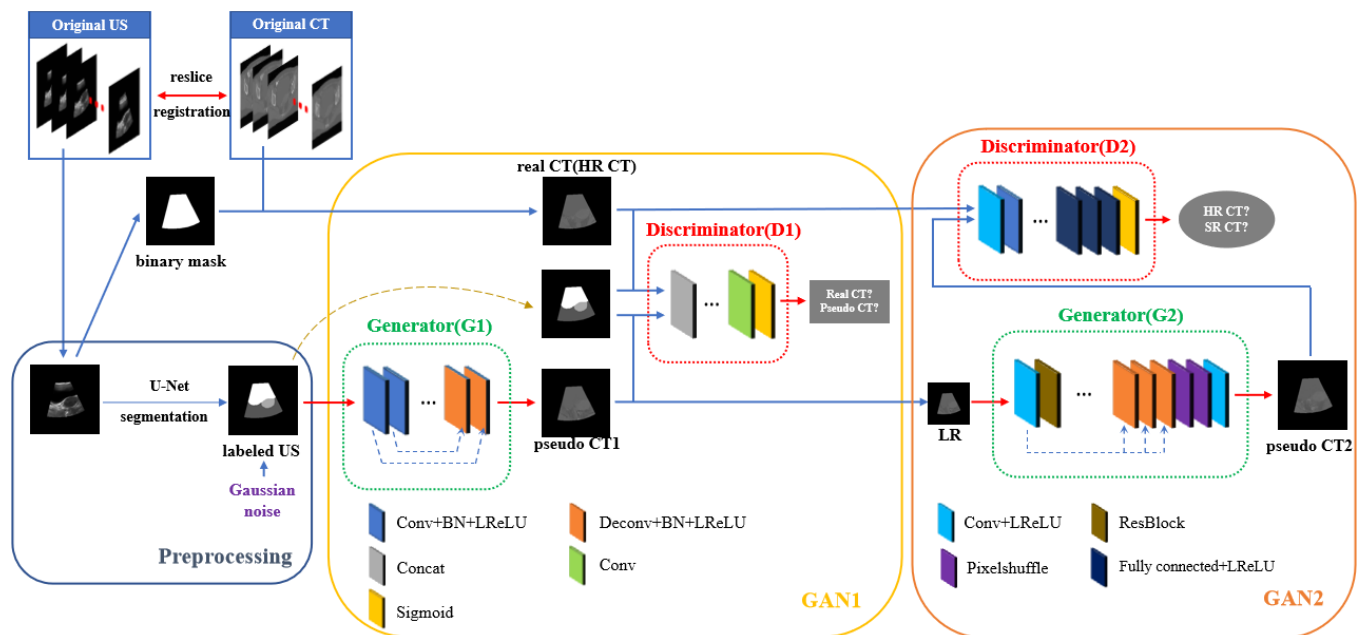 Original US
Original CT
reslice
registration
binary mask
real CT(HR CT)
Discriminator(D1)
Real CT?
Pseudo CT?
Discriminator(D2)
HR CT?
SR CT?
Generator(G1)
Generator(G2)
U-Net
segmentation
labeled US
Gaussian
noise
Preprocessing
pseudo CT1
LR
pseudo CT2
Conv+BN+LReLU
Deconv+BN+LReLU
Concat
Conv
Sigmoid
GAN1
Conv+LReLU
ResBlock
Pixelshuffle
Fully connected+LReLU
GAN2